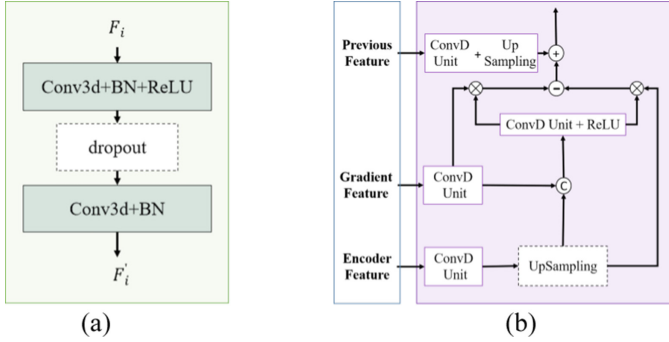 F_i
Conv3d+BN+ReLU
dropout
Conv3d+BN
F'_i
(a)
Previous
Feature
ConvD
Unit
+
Up
Sampling
+
⊗
−
⊗
ConvD Unit + ReLU
Gradient
Feature
ConvD
Unit
C
Encoder
Feature
ConvD
Unit
UpSampling
(b)